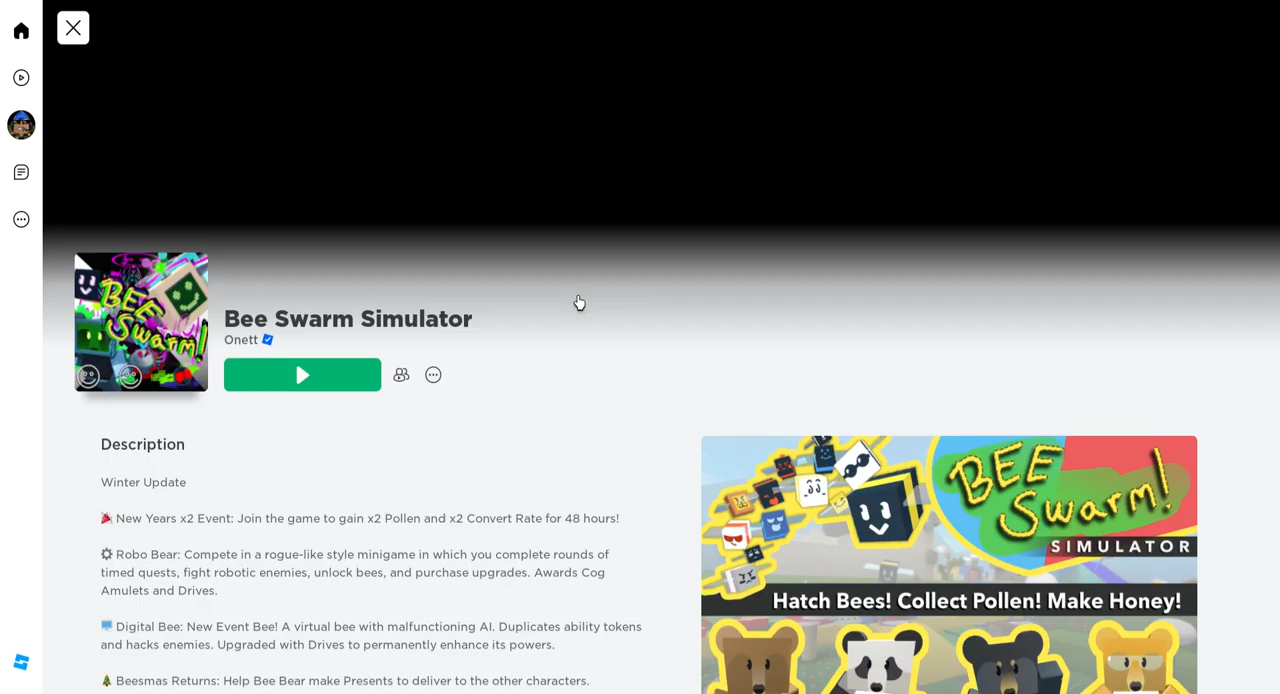 BEE
Swarm!
Bee Swarm Simulator
Onett
Description
Winter Update
🎉 New Years x2 Event: Join the game to gain x2 Pollen and x2 Convert Rate for 48 hours!
⚙️ Robo Bear: Compete in a rogue-like style minigame in which you complete rounds of
timed quests, fight robotic enemies, unlock bees, and purchase upgrades. Awards Cog
Amulets and Drives.
🖥️ Digital Bee: New Event Bee! A virtual bee with malfunctioning AI. Duplicates ability tokens
and hacks enemies. Upgraded with Drives to permanently enhance its powers.
🎄 Beesmas Returns: Help Bee Bear make Presents to deliver to the other characters.
BEE
Swarm!
SIMULATOR
Hatch Bees! Collect Pollen! Make Honey!